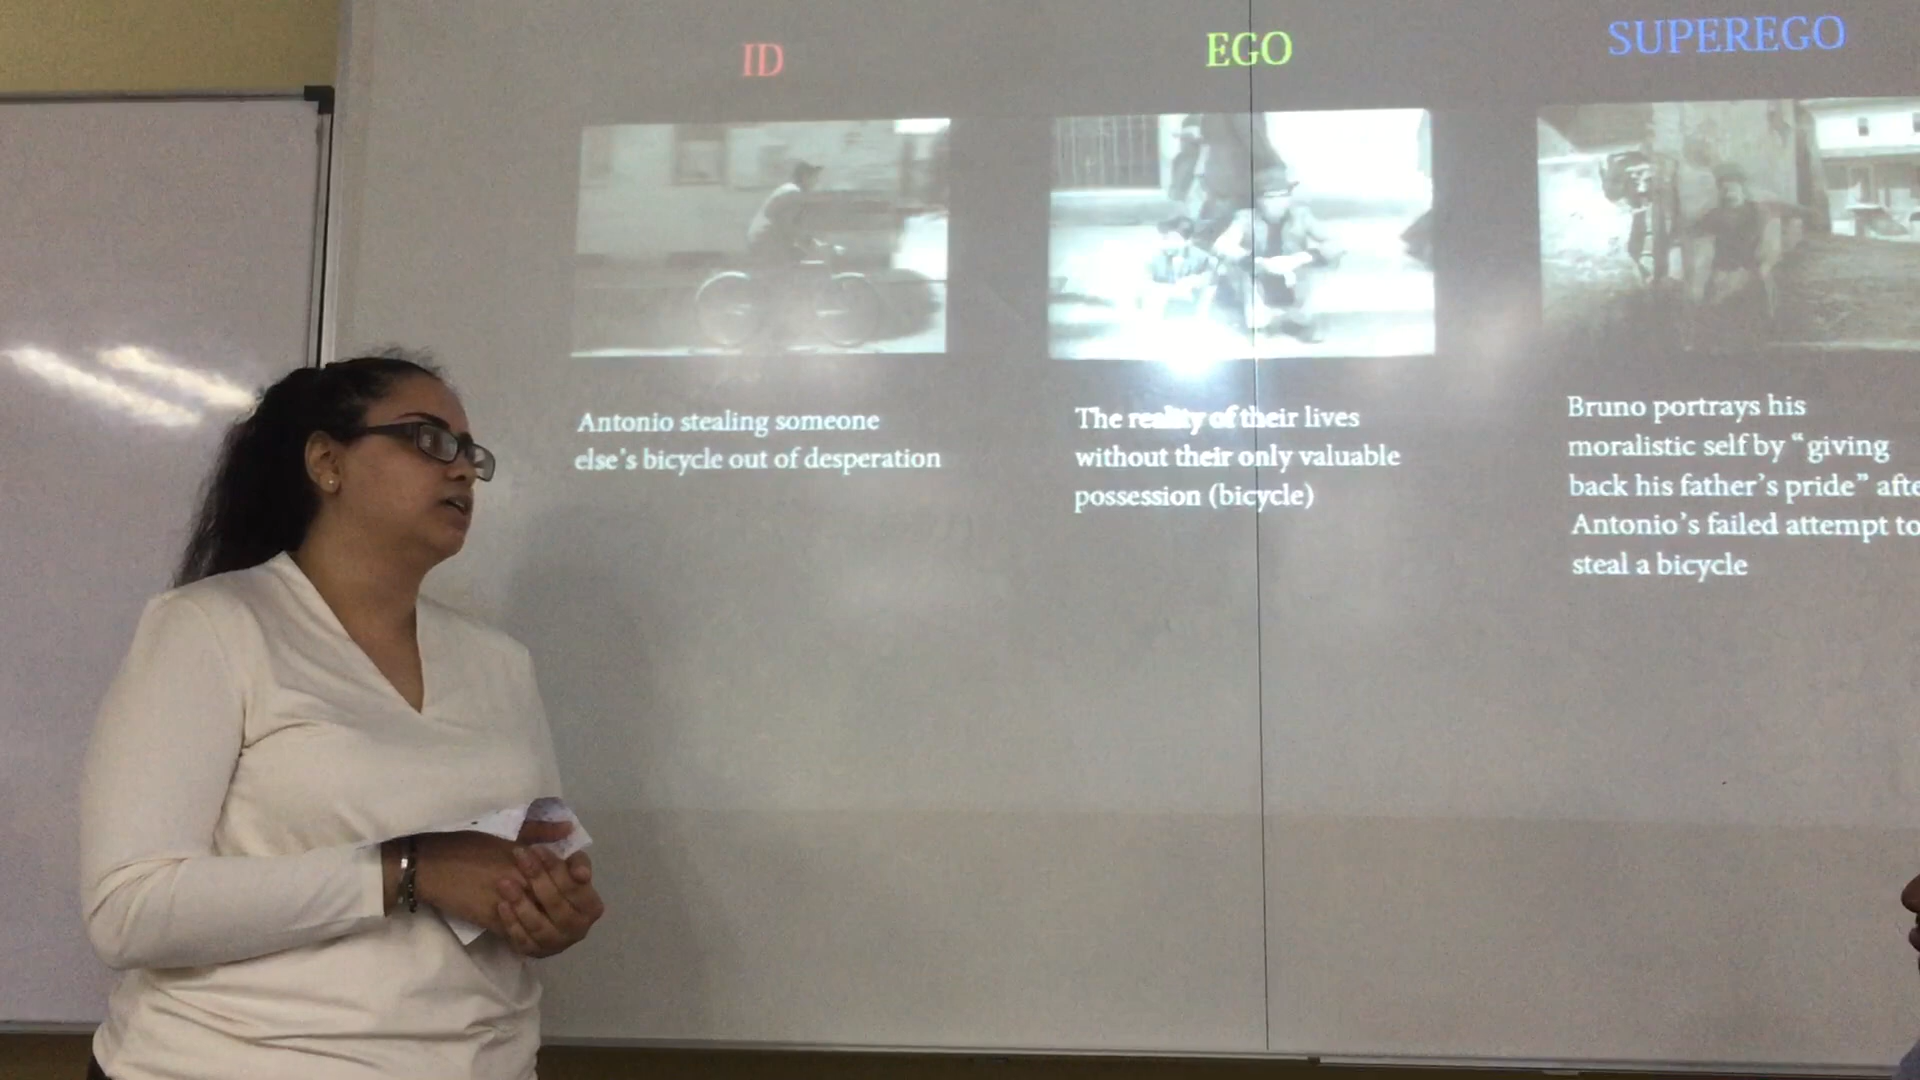 ID
Antonio stealing someone
else's bicycle out of desperation
EGO
The reality of their lives
without their only valuable
possession (bicycle)
SUPEREGO
Bruno portrays his
moralistic self by “giving
back his father's pride” afte
Antonio's failed attempt to
steal a bicycle